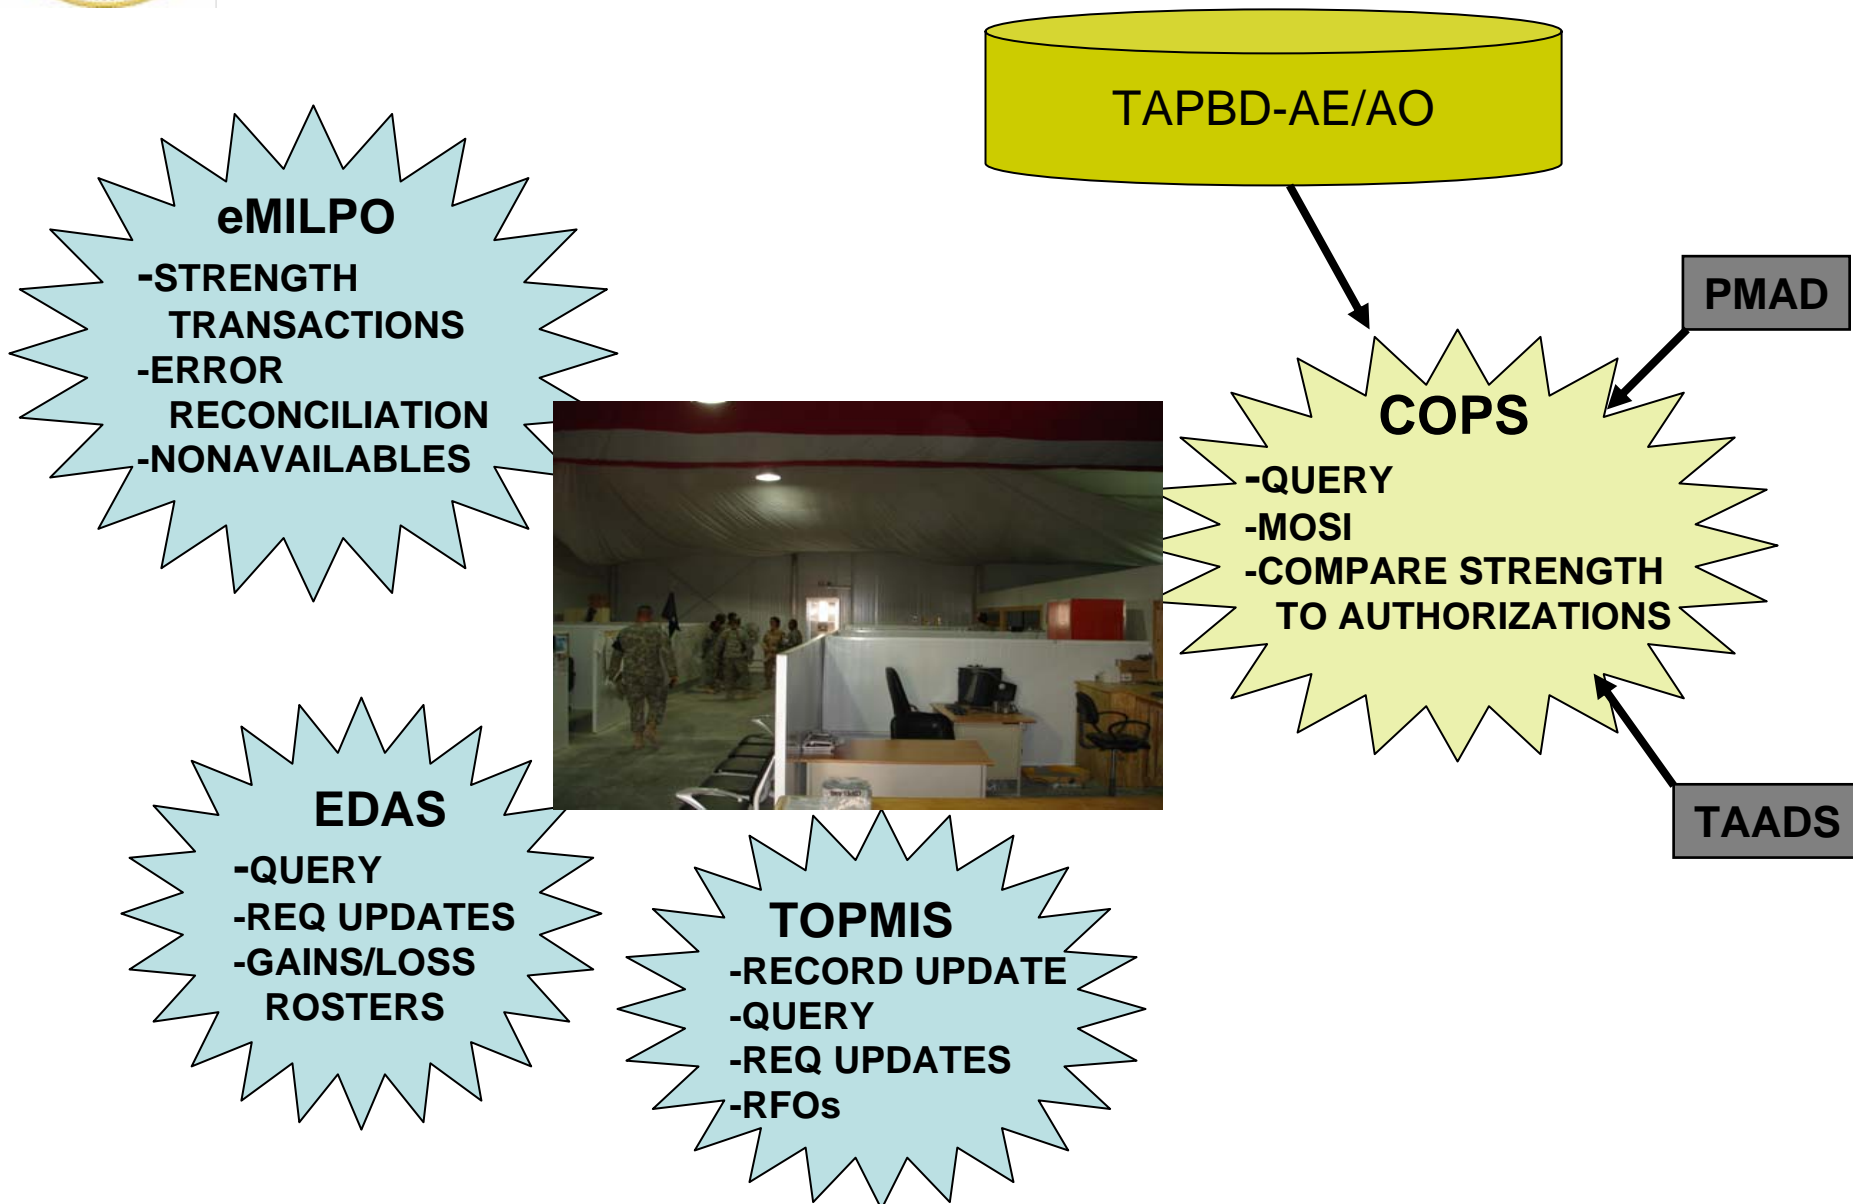 TAPBD-AE/AO
eMILPO
-STRENGTH
TRANSACTIONS
-ERROR
RECONCILIATION
-NONAVAILABLES
PMAD
COPS
-QUERY
-MOSI
-COMPARE STRENGTH
TO AUTHORIZATIONS
TAADS
EDAS
-QUERY
-REQ UPDATES
-GAINS/LOSS
ROSTERS
TOPMIS
-RECORD UPDATE
-QUERY
-REQ UPDATES
-RFOs